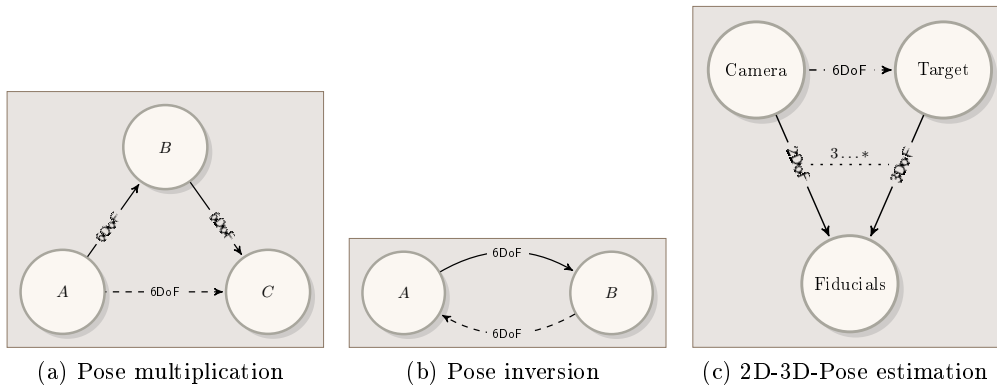 Camera 6DoF Target
3...*
Fiducials
B
A 6DoF C
6DoF
A B
6DoF
(a) Pose multiplication (b) Pose inversion (c) 2D-3D-Pose estimation